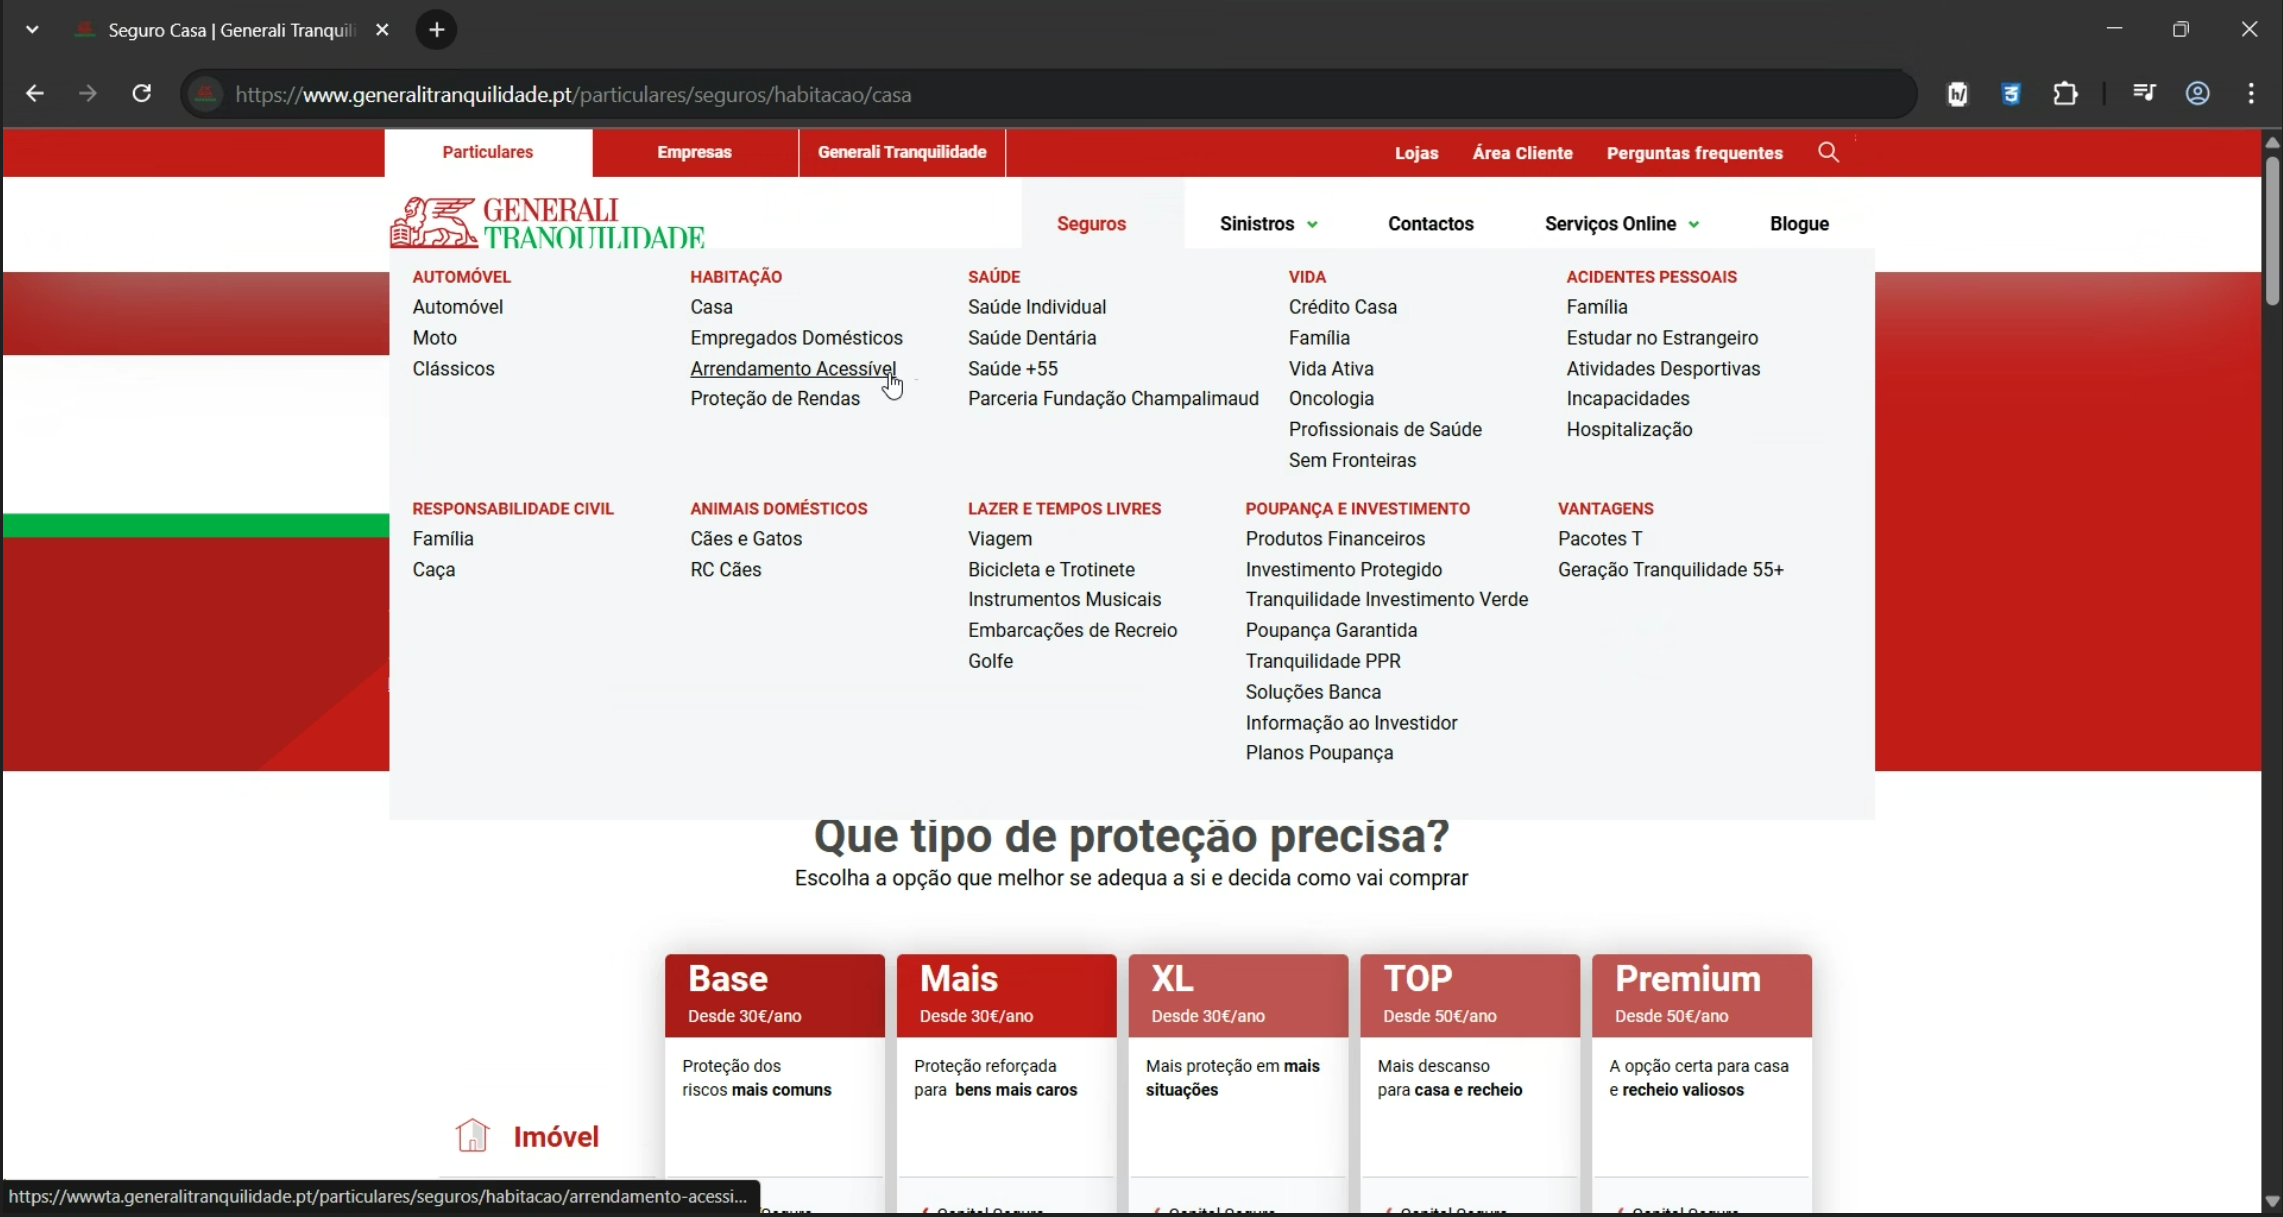 Seguro Casa | Generali Tranquil
https://www.generalitranquilidade.pt/particulares/seguros/habitacao/casa
Particulares
Empresas
Generali Tranquilidade
Lojas
Área Cliente
Perguntas frequentes
GENERALI
TRANQUILIDADE
Seguros
Sinistros
Contactos
Serviços Online
Blogue
AUTOMÓVEL
Automóvel
Moto
Clássicos
HABITAÇÃO
Casa
Empregados Domésticos
Arrendamento Acessível
Proteção de Rendas
SAÚDE
Saúde Individual
Saúde Dentária
Saúde +55
Parceria Fundação Champalimaud
VIDA
Crédito Casa
Família
Vida Ativa
Oncologia
Profissionais de Saúde
Sem Fronteiras
ACIDENTES PESSOAIS
Família
Estudar no Estrangeiro
Atividades Desportivas
Incapacidades
Hospitalização
RESPONSABILIDADE CIVIL
Família
Caça
ANIMAIS DOMÉSTICOS
Cães e Gatos
RC Cães
LAZER E TEMPOS LIVRES
Viagem
Bicicleta e Trotinete
Instrumentos Musicais
Embarcações de Recreio
Golfe
POUPANÇA E INVESTIMENTO
Produtos Financeiros
Investimento Protegido
Tranquilidade Investimento Verde
Poupança Garantida
Tranquilidade PPR
Soluções Banca
Informação ao Investidor
Planos Poupança
VANTAGENS
Pacotes T
Geração Tranquilidade 55+
Que tipo de proteção precisa?
Escolha a opção que melhor se adequa a si e decida como vai comprar
Base
Desde 30€/ano
Proteção dos
riscos mais comuns
Mais
Desde 30€/ano
Proteção reforçada
para bens mais caros
XL
Desde 30€/ano
Mais proteção em mais
situações
TOP
Desde 50€/ano
Mais descanso
para casa e recheio
Premium
Desde 50€/ano
A opção certa para casa
e recheio valiosos
Imóvel
https://wwwta.generalitranquilidade.pt/particulares/seguros/habitacao/arrendamento-acessi...